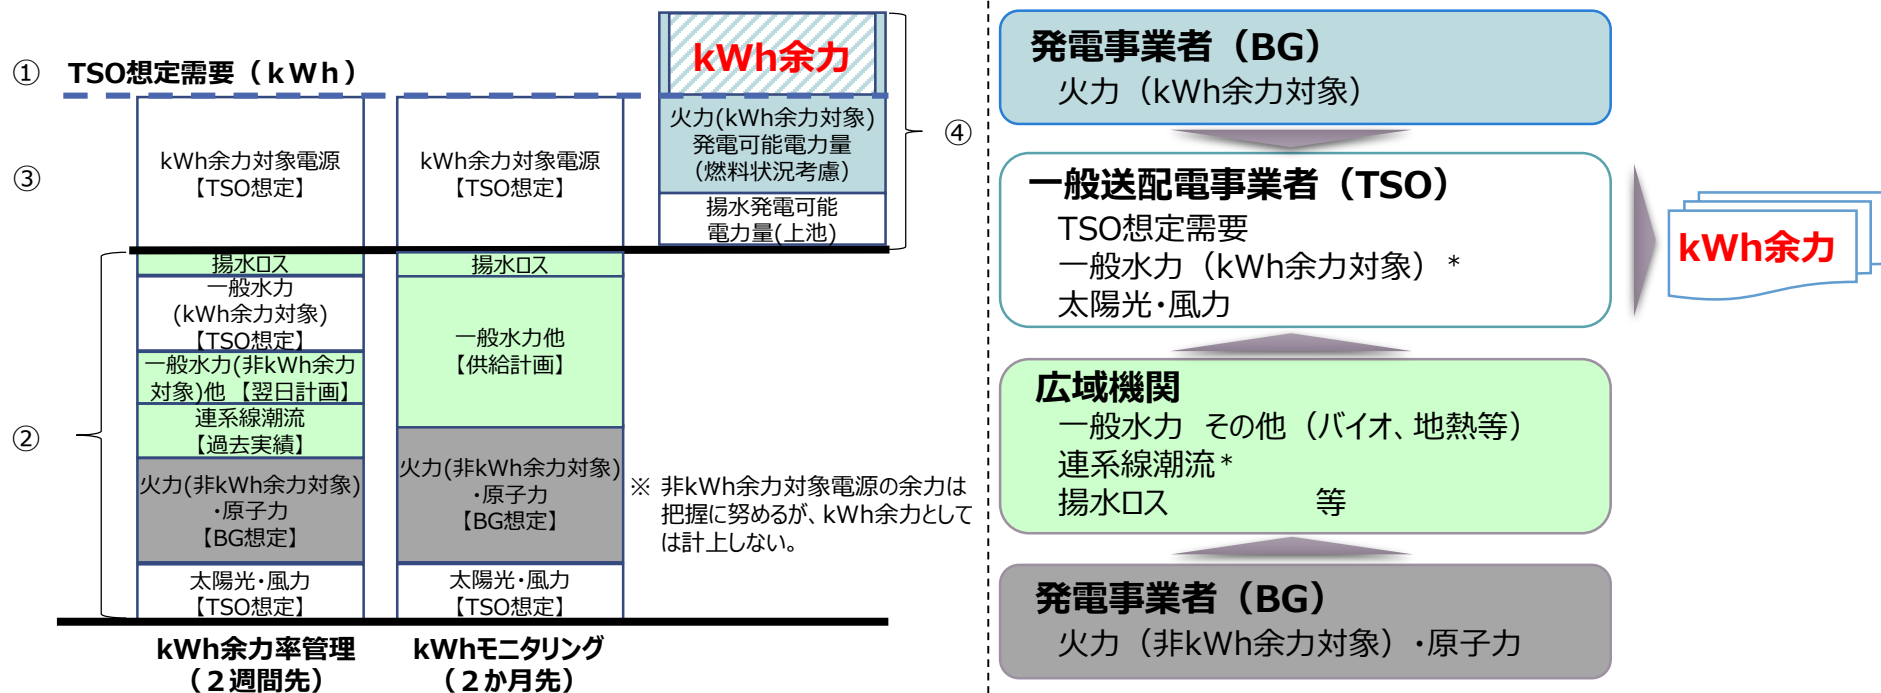 ① TSO想定需要（kWh）
kWh余力
③
kWh余力対象電源
【TSO想定】
kWh余力対象電源
【TSO想定】
火力(kWh余力対象)
発電可能電力量
（燃料状況考慮）
揚水発電可能
電力量(上池)
④
②
揚水ロス
一般水力
(kWh余力対象)
【TSO想定】
一般水力(非kWh余力
対象)他【翌日計画】
連系線潮流
【過去実績】
火力(非kWh余力対象)
・原子力
【BG想定】
太陽光・風力
【TSO想定】
kWh余力率管理
（２週間先）
揚水ロス
一般水力他
【供給計画】
火力(非kWh余力対象)
・原子力
【BG想定】
太陽光・風力
【TSO想定】
kWhモニタリング
（２か月先）
※ 非kWh余力対象電源の余力は
把握に努めるが、kWh余力として
は計上しない。
発電事業者（BG）
火力（kWh余力対象）
一般送配電事業者（TSO）
TSO想定需要
一般水力（kWh余力対象）*
太陽光・風力
kWh余力
広域機関
一般水力 その他（バイオ、地熱等）
連系線潮流*
揚水ロス 等
発電事業者（BG）
火力（非kWh余力対象）・原子力